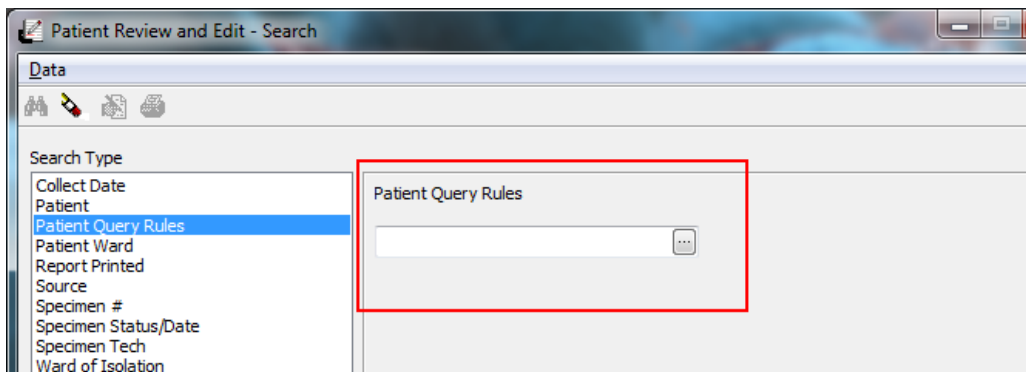 Patient Review and Edit - Search
Data
Search Type
Collect Date
Patient
Patient Query Rules
Patient Ward
Report Printed
Source
Specimen #
Specimen Status/Date
Specimen Tech
Ward of Isolation
Patient Query Rules
...